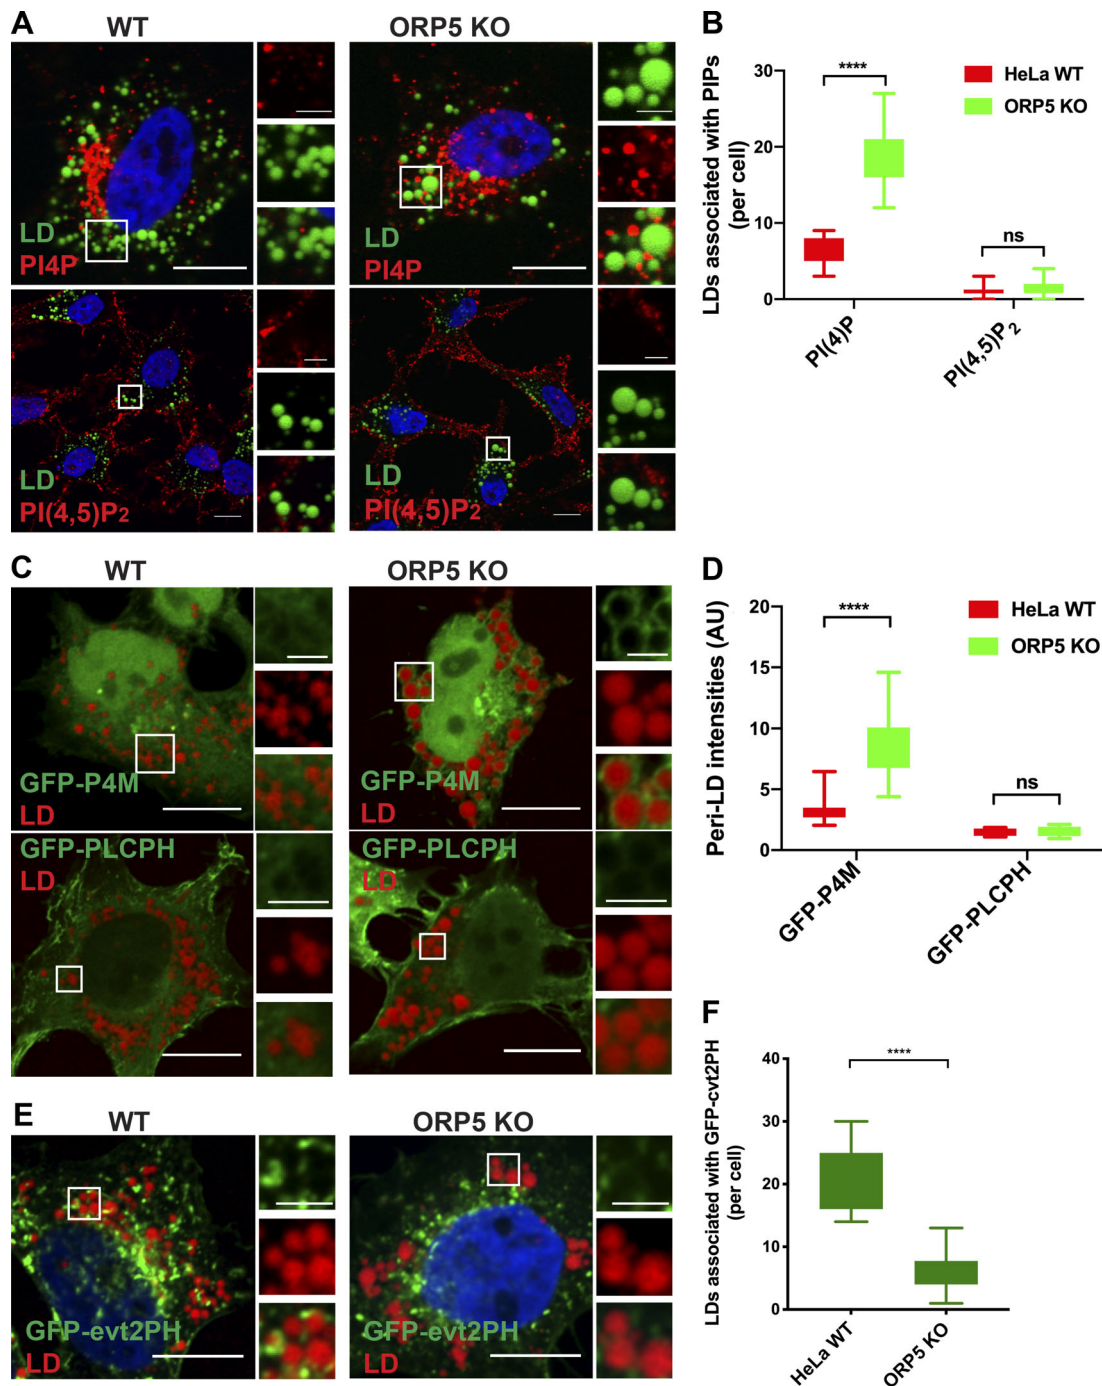 A
WT
ORP5 KO
LD
PI4P
LD
PI4P
LD
PI(4,5)P2
LD
PI(4,5)P2
B
LDs associated with PIPs
(per cell)
30
20
10
0
****
ns
HeLa WT
ORP5 KO
PI(4)P
PI(4,5)P2
C
WT
ORP5 KO
GFP-P4M
LD
GFP-P4M
LD
GFP-PLCPH
LD
GFP-PLCPH
LD
D
Peri-LD intensities (AU)
20
15
10
5
0
****
ns
HeLa WT
ORP5 KO
GFP-P4M
GFP-PLCPH
E
WT
ORP5 KO
GFP-evt2PH
LD
GFP-evt2PH
LD
F
LDs associated with GFP-cvt2PH
(per cell)
40
30
20
10
0
****
HeLa WT
ORP5 KO